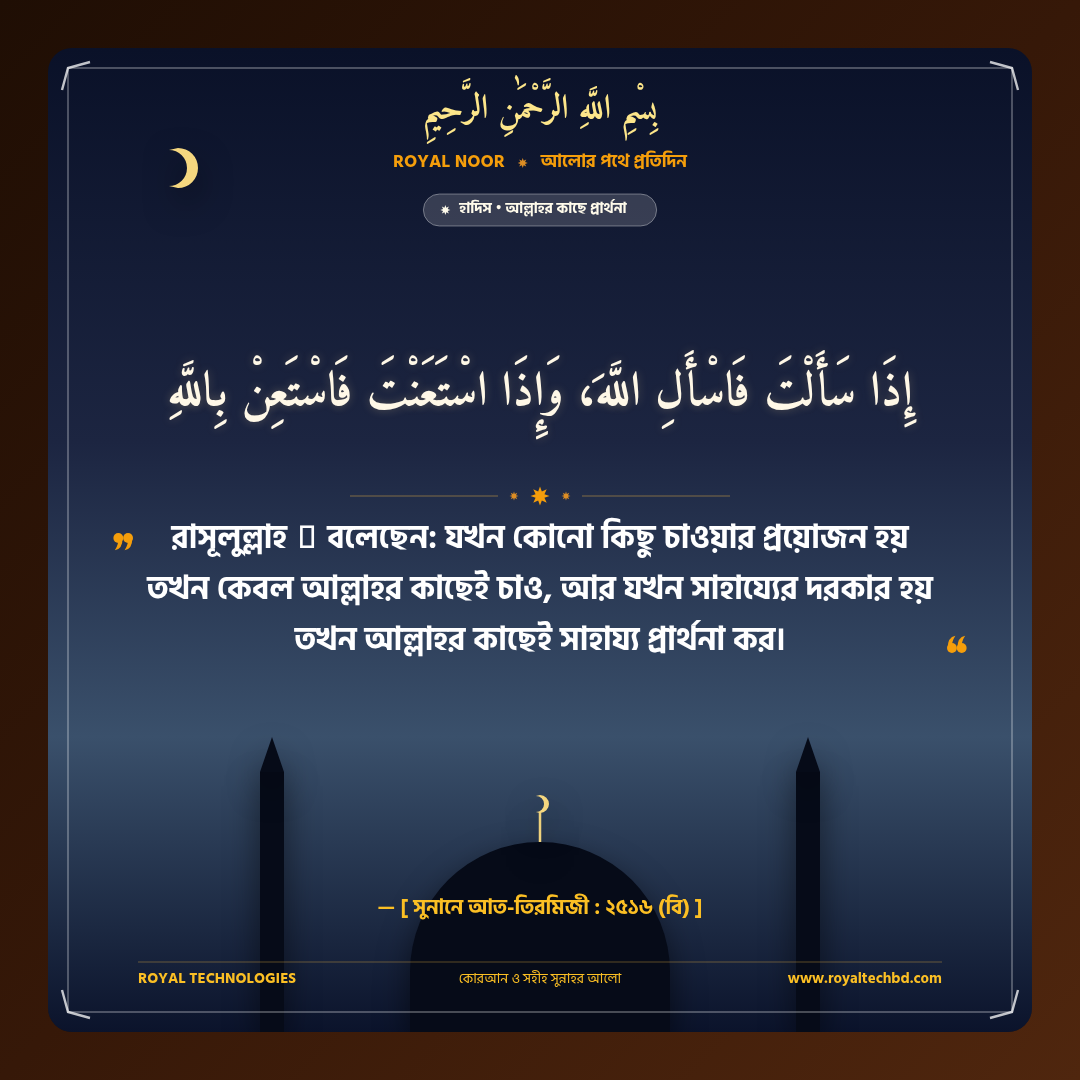 بِسْمِ اللَّهِ الرَّحْمَٰنِ الرَّحِيمِ
ROYAL NOOR ✷ আলোর পথে প্রতিদিন
✷ হাদিস • আল্লাহর কাছে প্রার্থনা
إِذَا سَأَلْتَ فَاسْأَلِ اللَّهَ، وَإِذَا اسْتَعَنْتَ فَاسْتَعِنْ بِاللَّهِ
❞ রাসূলুল্লাহ ▯ বলেছেন: যখন কোনো কিছু চাওয়ার প্রয়োজন হয়
তখন কেবল আল্লাহর কাছেই চাও, আর যখন সাহায্যের দরকার হয়
তখন আল্লাহর কাছেই সাহায্য প্রার্থনা কর। ❝
— [ সুনানে আত-তিরমিজী : ২৫১৬ (বি) ]
ROYAL TECHNOLOGIES কোরআন ও সহীহ সুন্নাহর আলো www.royaltechbd.com